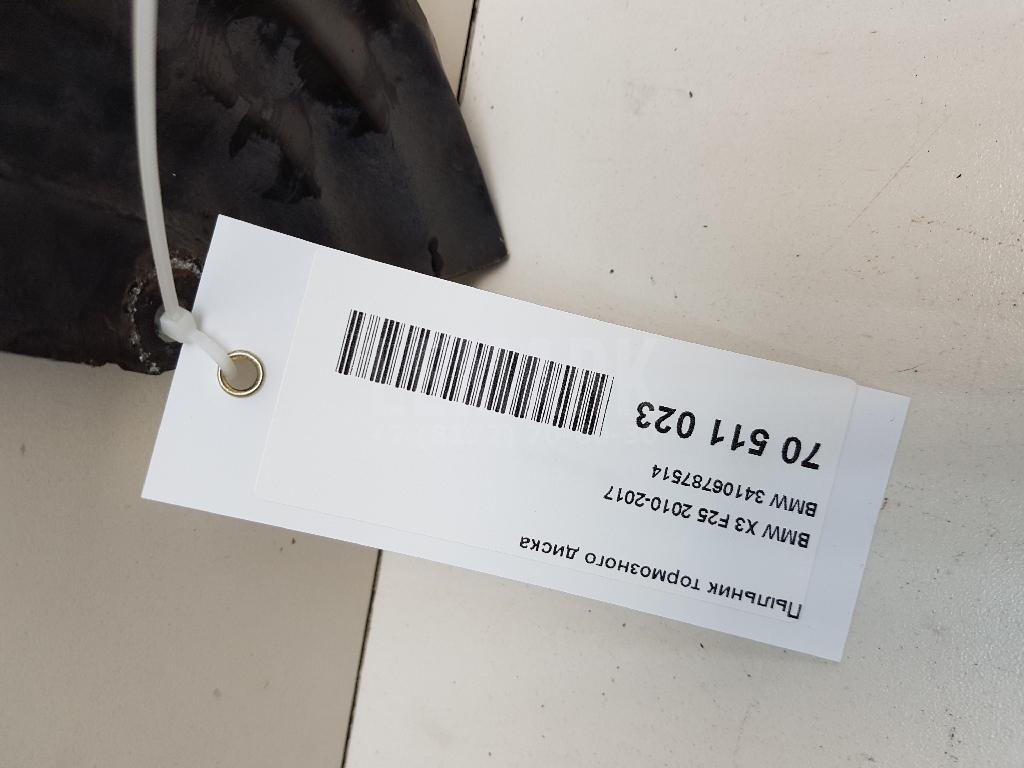 Пыльник тормозного диска
BMW X3 F25 2010-2017
BMW 34106787514
70 511 023